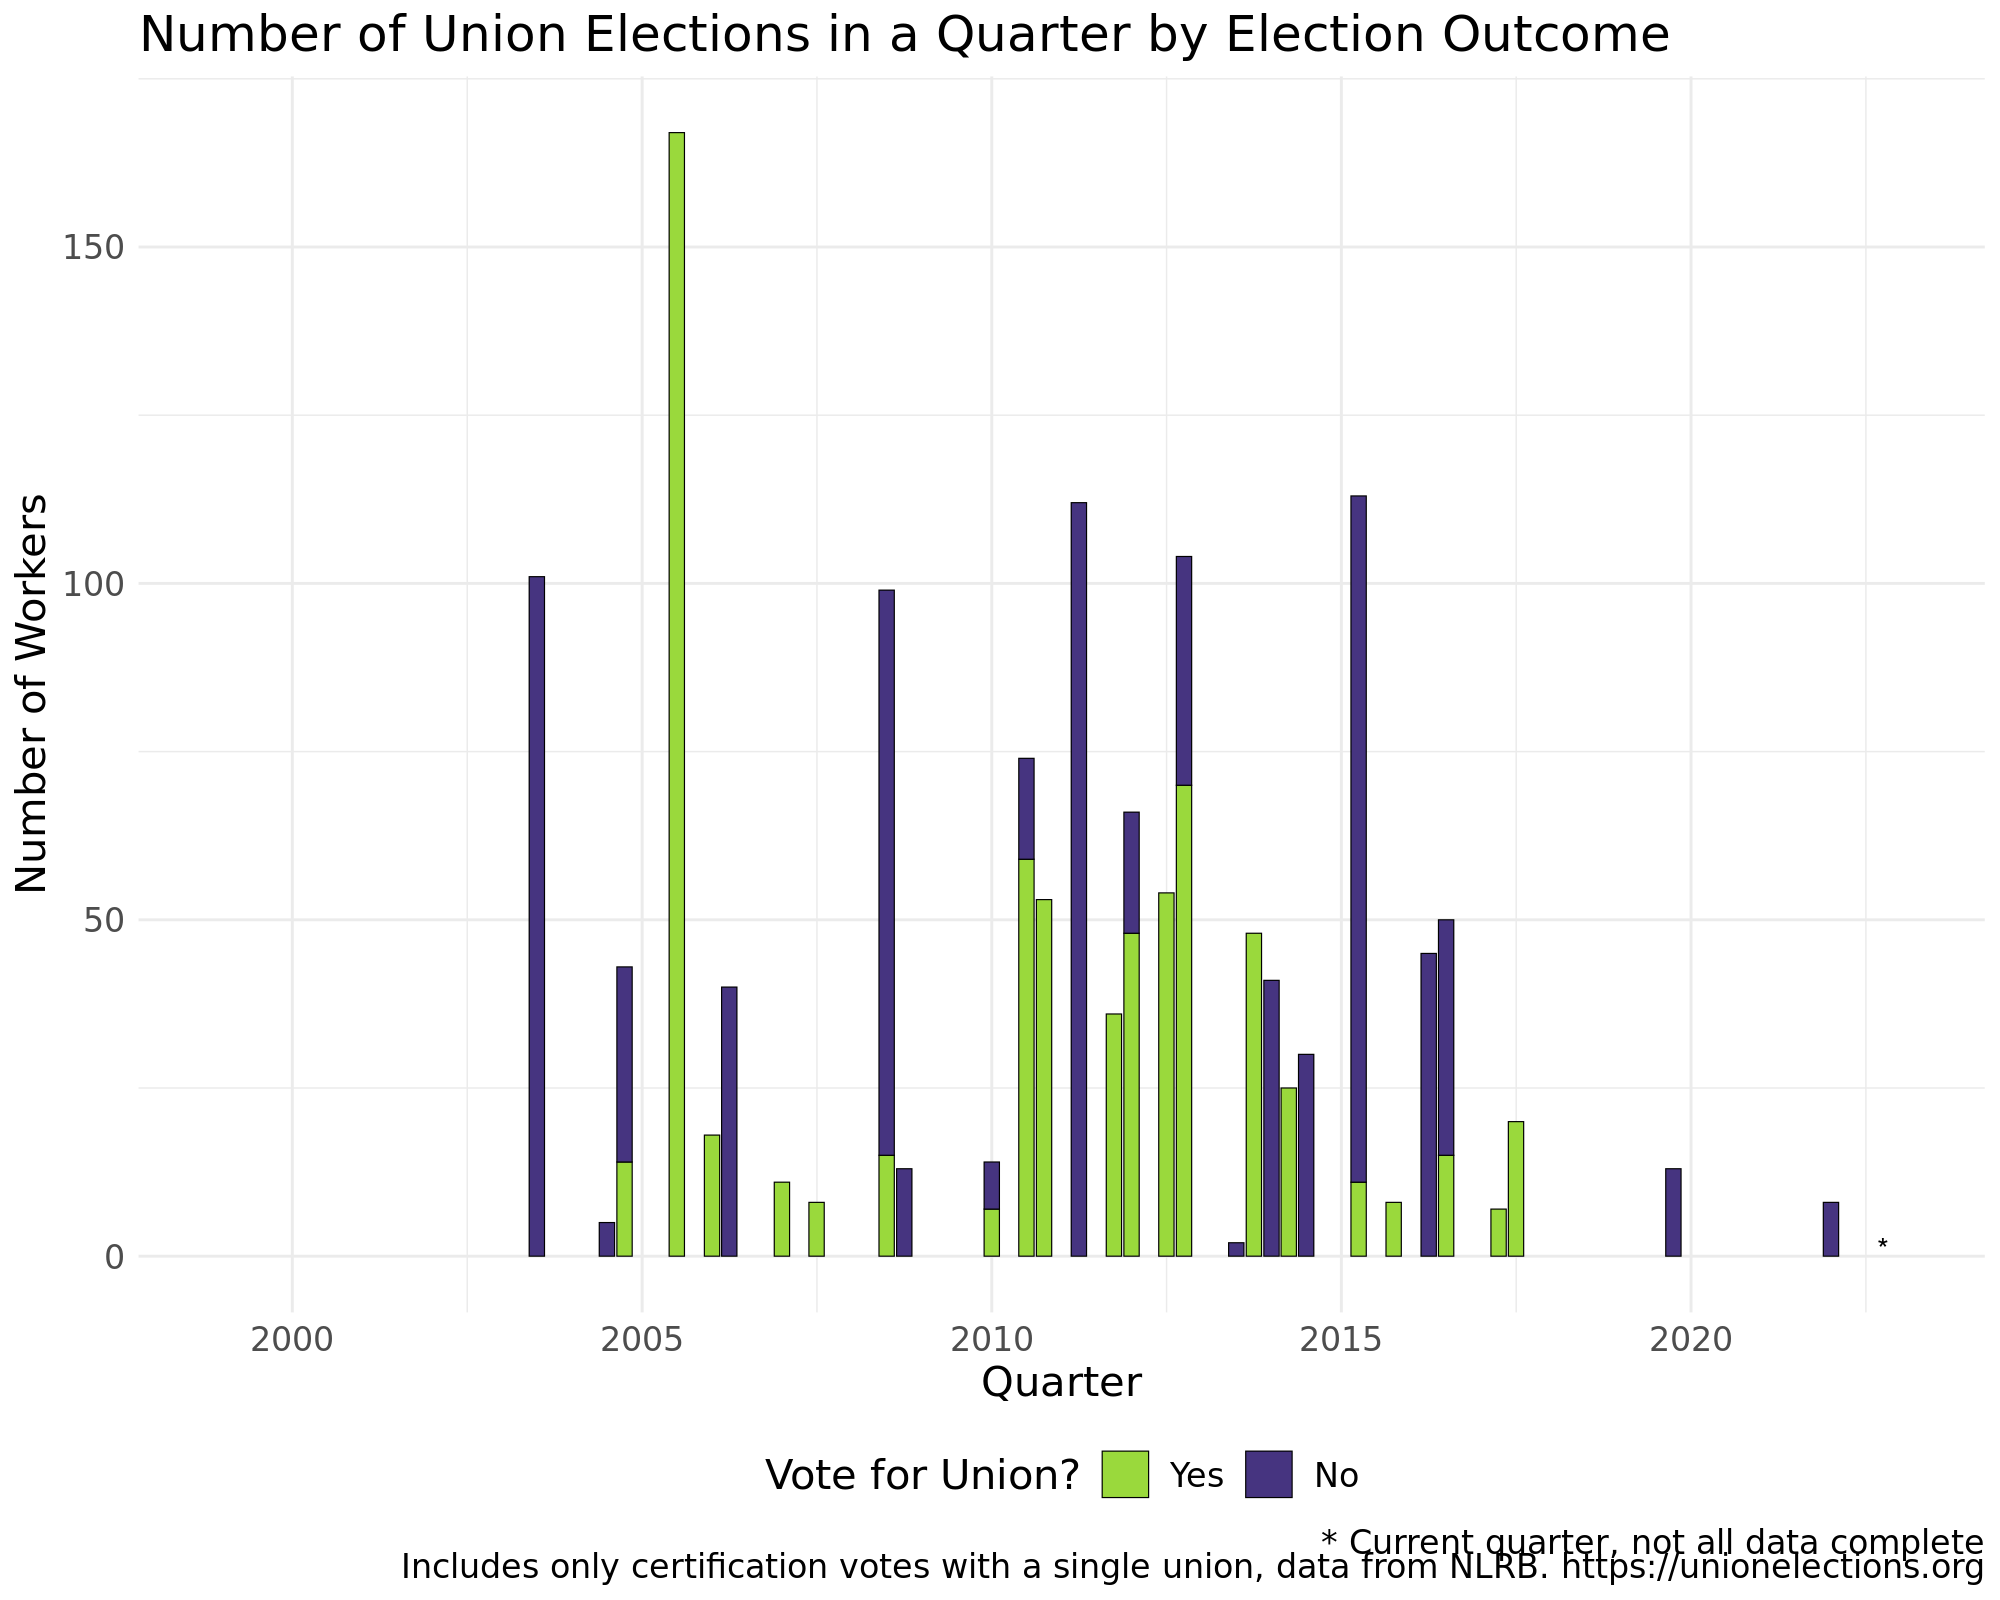 Number of Union Elections in a Quarter by Election Outcome
Number of Workers
150
100
50
0
*
2000 2005 2010 2015 2020
Quarter
Vote for Union? Yes No
* Current quarter, not all data complete
Includes only certification votes with a single union, data from NLRB. https://unionelections.org